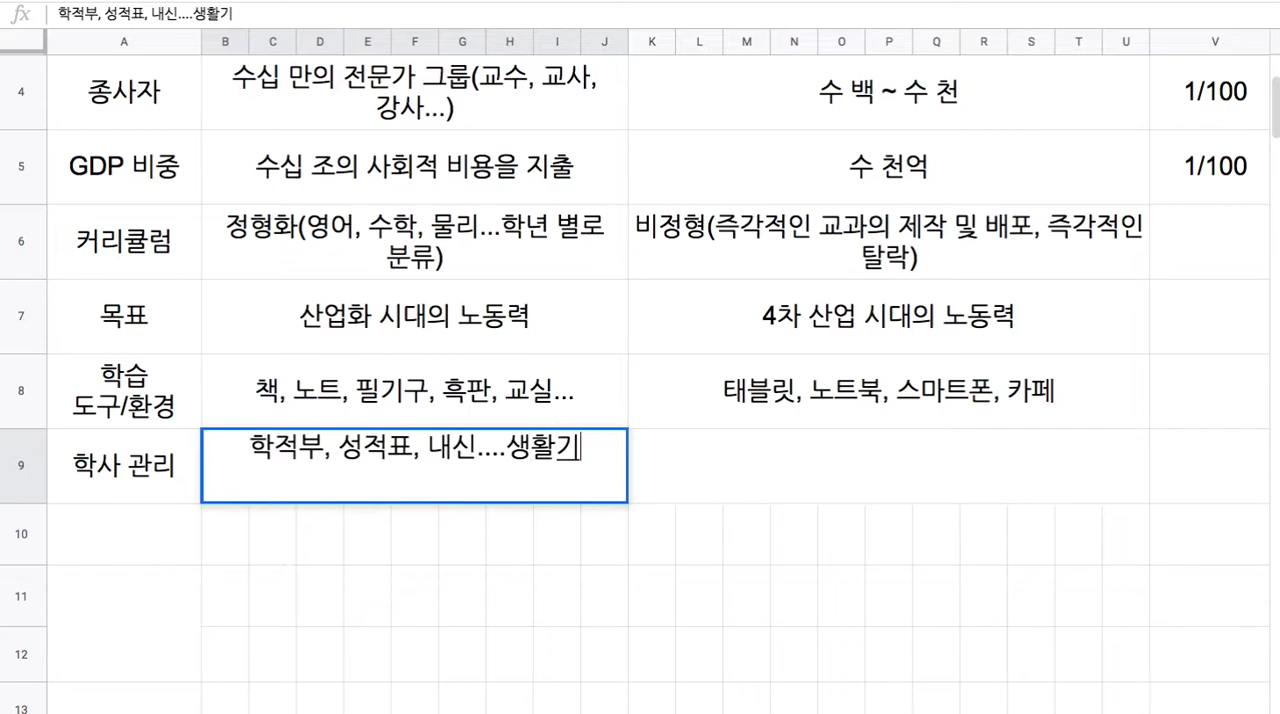 fx 학적부, 성적표, 내신....생활기
A B C D E F G H I J K L M N O P Q R S T U V
4 종사자 수십 만의 전문가 그룹(교수, 교사,
강사...) 수 백 ~ 수 천 1/100
5 GDP 비중 수십 조의 사회적 비용을 지출 수 천억 1/100
6 커리큘럼 정형화(영어, 수학, 물리...학년 별로
분류) 비정형(즉각적인 교과의 제작 및 배포, 즉각적인
탈락)
7 목표 산업화 시대의 노동력 4차 산업 시대의 노동력
8 학습
도구/환경 책, 노트, 필기구, 흑판, 교실... 태블릿, 노트북, 스마트폰, 카페
9 학사 관리 학적부, 성적표, 내신....생활기
10
11
12
13